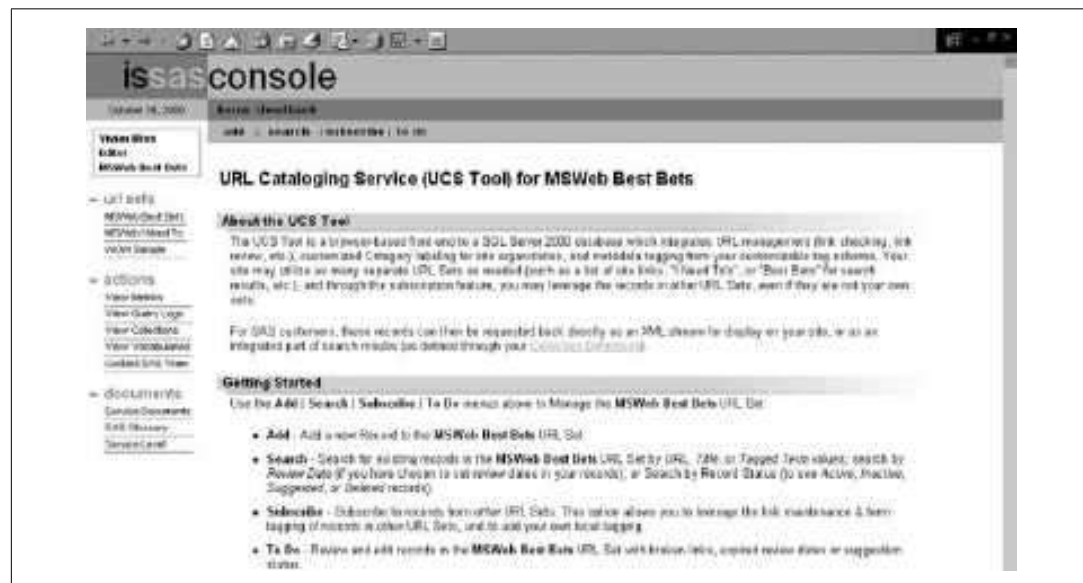 issasconsole
October 16, 2000
home | feedback
add | search | subscribe | to do
Editor
MSWeb Best Bets
url sets
MSWeb Best Bets
MSWeb I Need To
actions
View Metrics
View Query Logs
View Collections
View Vocabularies
Contact SAS Team
documents
Service Documents
SAS Glossary
Service Level
URL Cataloging Service (UCS Tool) for MSWeb Best Bets
About the UCS Tool
The UCS Tool is a browser-based front-end to a SQL Server 2000 database which integrates URL management (link checking, link
review, etc.), customized Category labeling for site organization, and metadata tagging from your customizable tag schema. Your
site may utilize as many separate URL Sets as needed (such as a list of site links, "I Need To's", or "Best Bets" for search
results, etc.), and through the subscription feature, you may leverage the records in other URL Sets, even if they are not your own
sets.
For SAS customers, these records can then be requested back directly as an XML stream for display on your site, or as an
integrated part of search results (as defined through your Collection Definitions).
Getting Started
Use the Add | Search | Subscribe | To Do menus above to Manage the MSWeb Best Bets URL Set:
• Add - Add a new Record to the MSWeb Best Bets URL Set
• Search - Search for existing records in the MSWeb Best Bets URL Set by URL, Title, or Tagged Term values; search by
Review Date (if you have chosen to set review dates in your records), or Search by Record Status (to see Active, Inactive,
Suggested, or Deleted records).
• Subscribe - Subscribe to records from other URL Sets. This option allows you to leverage the link maintenance & term
tagging of records in other URL Sets, and to add your own local tagging.
• To Do - Review and edit records in the MSWeb Best Bets URL Set with broken links, expired review dates or suggestion
status.